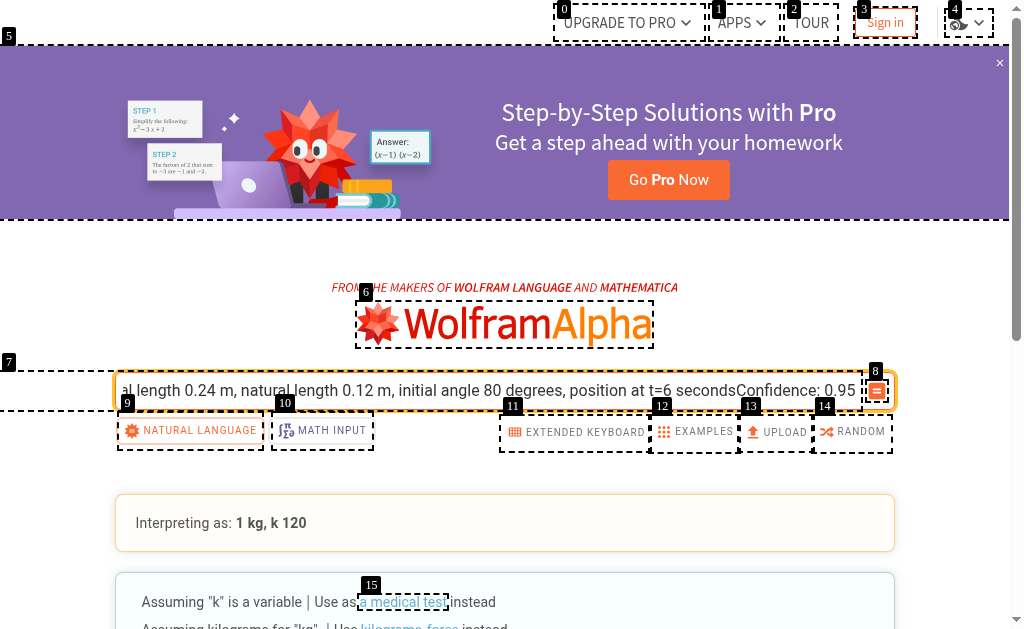 UPGRADE TO PRO APPS TOUR Sign in
0 1 2 3 4
5
×
STEP 1
Simplify the following:
x²−3 x + 2
STEP 2
The factors of 2 that sum
to −3 are −1 and −2.
Answer:
(x−1) (x−2)
Step-by-Step Solutions with Pro
Get a step ahead with your homework
Go Pro Now
FROM THE MAKERS OF WOLFRAM LANGUAGE AND MATHEMATICA
6
WolframAlpha
7
8
al length 0.24 m, natural length 0.12 m, initial angle 80 degrees, position at t=6 secondsConfidence: 0.95
=
9 10 11 12 13 14
NATURAL LANGUAGE MATH INPUT EXTENDED KEYBOARD EXAMPLES UPLOAD RANDOM
Interpreting as: 1 kg, k 120
15
Assuming "k" is a variable | Use as a medical test instead
Assuming kilograms for "kg" | Use kilograms-force instead